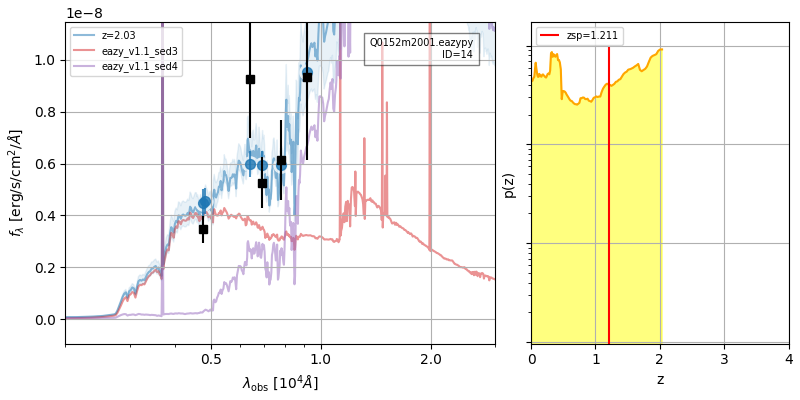 1e−8
z=2.03
eazy_v1.1_sed3
eazy_v1.1_sed4
Q0152m2001.eazypy
ID=14
1.0
0.8
0.6
0.4
0.2
0.0
fλ [erg/s/cm²/Å]
0.5
1.0
2.0
λobs [10⁴Å]
zsp=1.211
p(z)
0
1
2
3
4
z